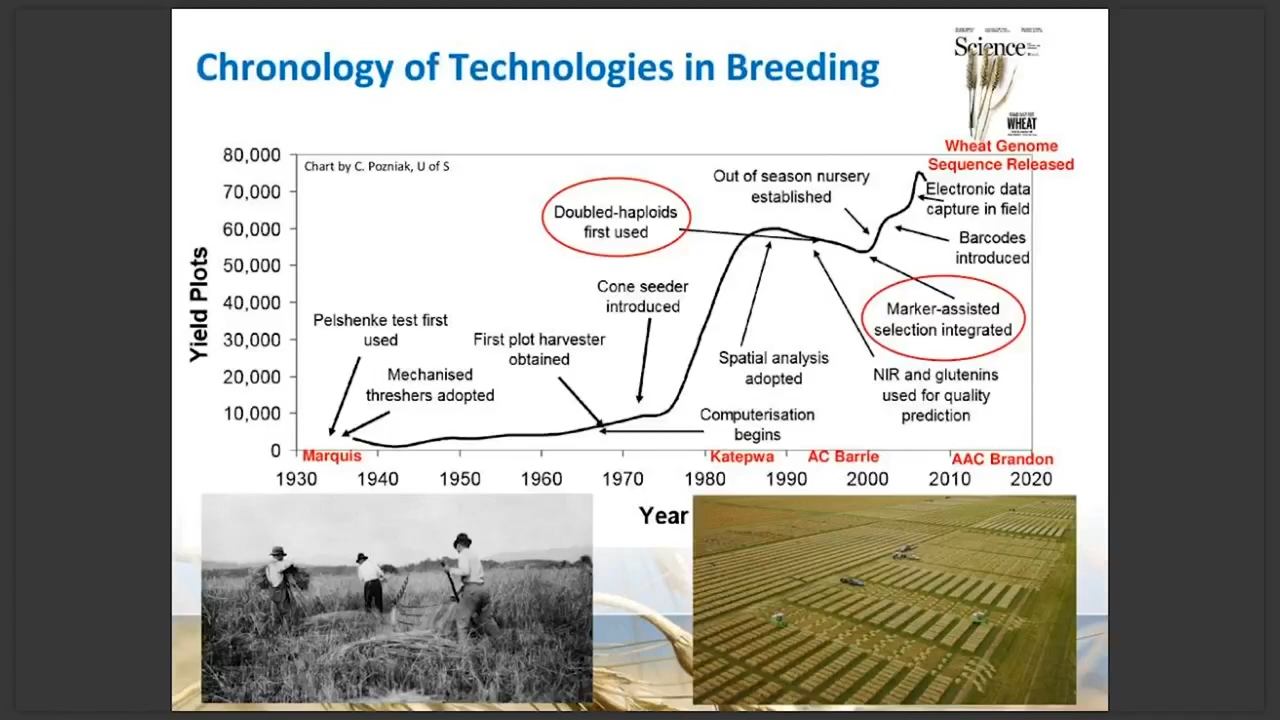 Chronology of Technologies in Breeding
Science
WHEAT
Wheat Genome
Sequence Released
Chart by C. Pozniak, U of S
Yield Plots
80,000
70,000
60,000
50,000
40,000
30,000
20,000
10,000
0
Pelshenke test first
used
Mechanised
threshers adopted
First plot harvester
obtained
Cone seeder
introduced
Doubled-haploids
first used
Out of season nursery
established
Electronic data
capture in field
Barcodes
introduced
Marker-assisted
selection integrated
Spatial analysis
adopted
NIR and glutenins
used for quality
prediction
Computerisation
begins
Marquis
Katepwa
AC Barrie
AAC Brandon
1930 1940 1950 1960 1970 1980 1990 2000 2010 2020
Year